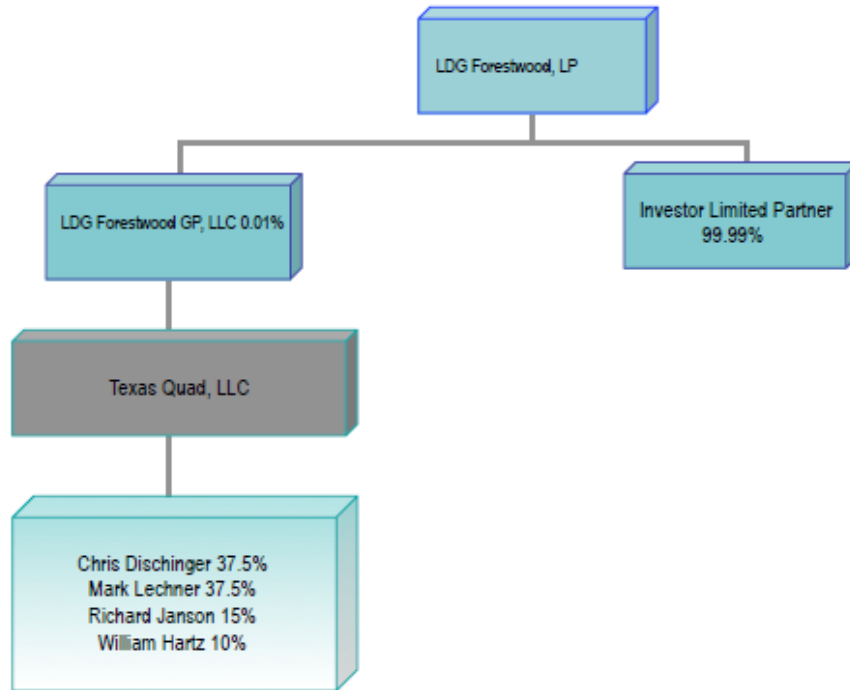 LDG Forestwood, LP
LDG Forestwood GP, LLC 0.01%
Investor Limited Partner
99.99%
Texas Quad, LLC
Chris Dischinger 37.5%
Mark Lechner 37.5%
Richard Janson 15%
William Hartz 10%